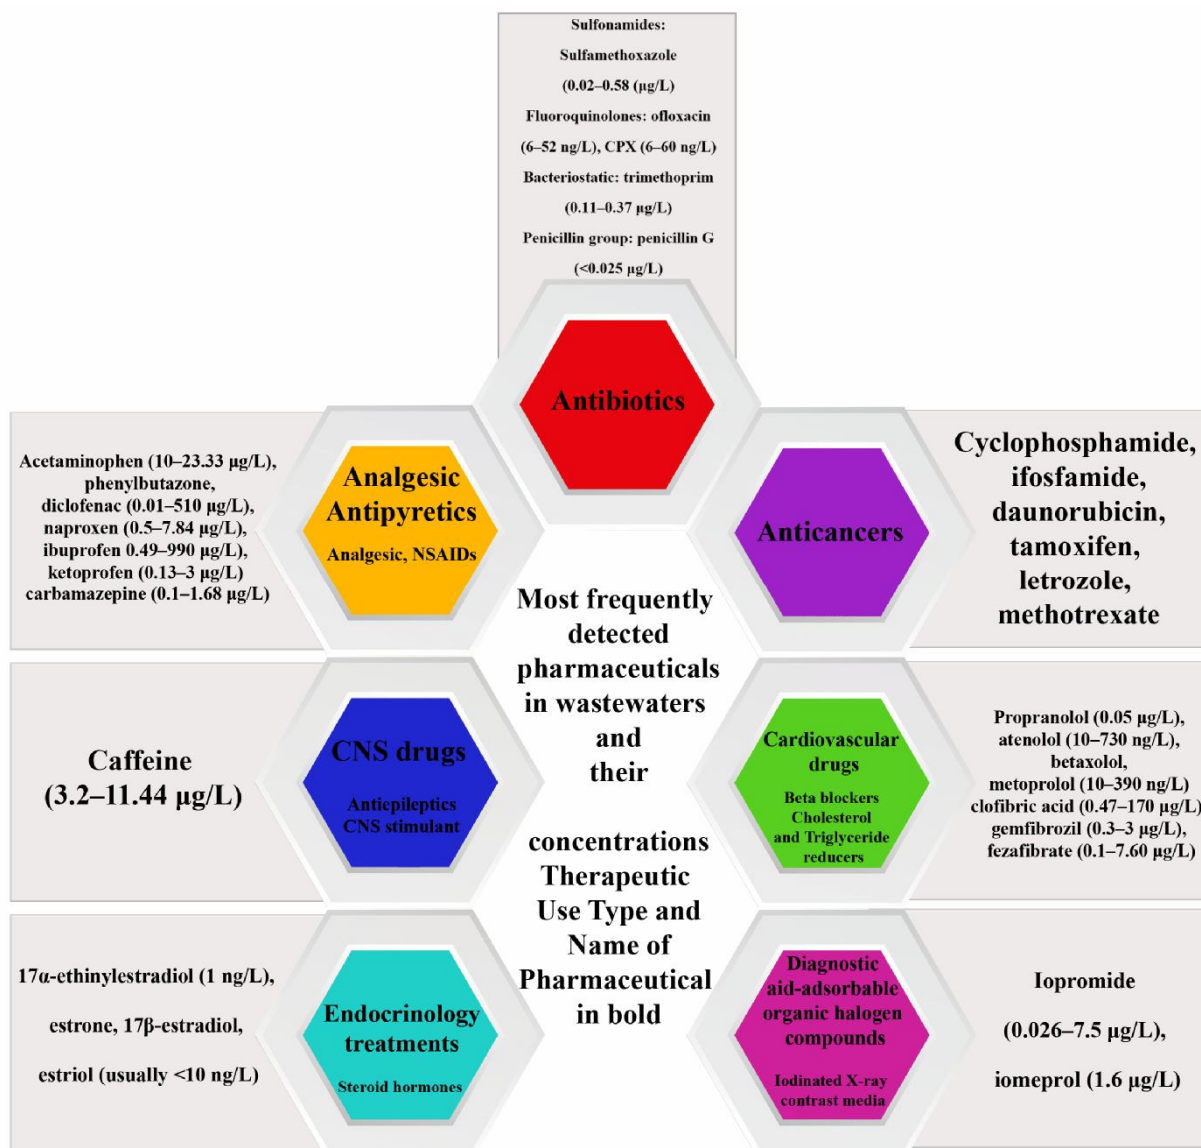 Sulfonamides:
Sulfamethoxazole
(0.02–0.58 (μg/L)
Fluoroquinolones: ofloxacin
(6–52 ng/L), CPX (6–60 ng/L)
Bacteriostatic: trimethoprim
(0.11–0.37 μg/L)
Penicillin group: penicillin G
(<0.025 μg/L)
Antibiotics
Acetaminophen (10–23.33 μg/L),
phenylbutazone,
diclofenac (0.01–510 μg/L),
naproxen (0.5–7.84 μg/L),
ibuprofen 0.49–990 μg/L),
ketoprofen (0.13–3 μg/L)
carbamazepine (0.1–1.68 μg/L)
Analgesic
Antipyretics
Analgesic, NSAIDs
Anticancers
Cyclophosphamide,
ifosfamide,
daunorubicin,
tamoxifen,
letrozole,
methotrexate
Most frequently
detected
pharmaceuticals
in wastewaters
and
their
concentrations
Therapeutic
Use Type and
Name of
Pharmaceutical
in bold
Caffeine
(3.2–11.44 μg/L)
CNS drugs
Antiepileptics
CNS stimulant
Cardiovascular
drugs
Beta blockers
Cholesterol
and Triglyceride
reducers
Propranolol (0.05 μg/L),
atenolol (10–730 ng/L),
betaxolol,
metoprolol (10–390 ng/L)
clofibric acid (0.47–170 μg/L)
gemfibrozil (0.3–3 μg/L),
fezafibrate (0.1–7.60 μg/L)
17α-ethinylestradiol (1 ng/L),
estrone, 17β-estradiol,
estriol (usually <10 ng/L)
Endocrinology
treatments
Steroid hormones
Diagnostic
aid-adsorbable
organic halogen
compounds
Iodinated X-ray
contrast media
Iopromide
(0.026–7.5 μg/L),
iomeprol (1.6 μg/L)